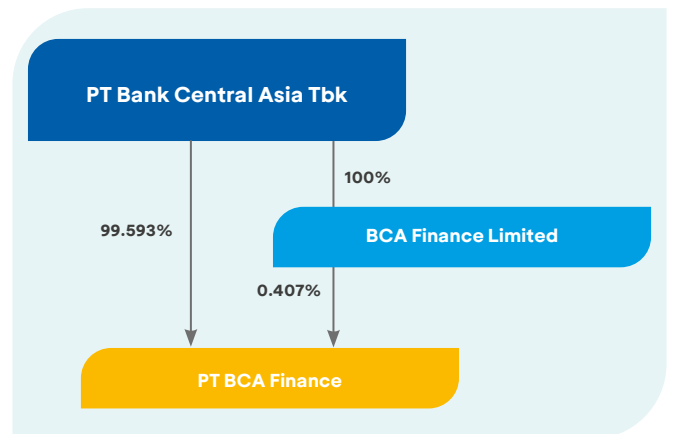 PT Bank Central Asia Tbk
100%
99.593%
BCA Finance Limited
0.407%
PT BCA Finance